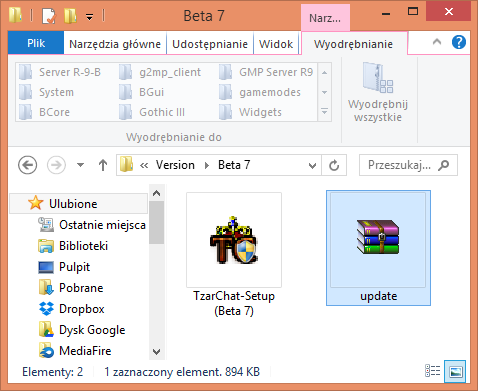 Beta 7
Narz...
Plik
Narzędzia główne
Udostępnianie
Widok
Wyodrębnianie
Server R-9-B
g2mp_client
GMP Server R9
System
BGui
gamemodes
BCore
Gothic III
Widgets
Wyodrębnij
wszystkie
Wyodrębnianie do
« Version Beta 7
Przeszukaj...
Ulubione
Ostatnie miejsca
Biblioteki
Pulpit
Pobrane
Dropbox
Dysk Google
MediaFire
TC
TzarChat-Setup
(Beta 7)
update
Elementy: 2
1 zaznaczony element. 894 KB